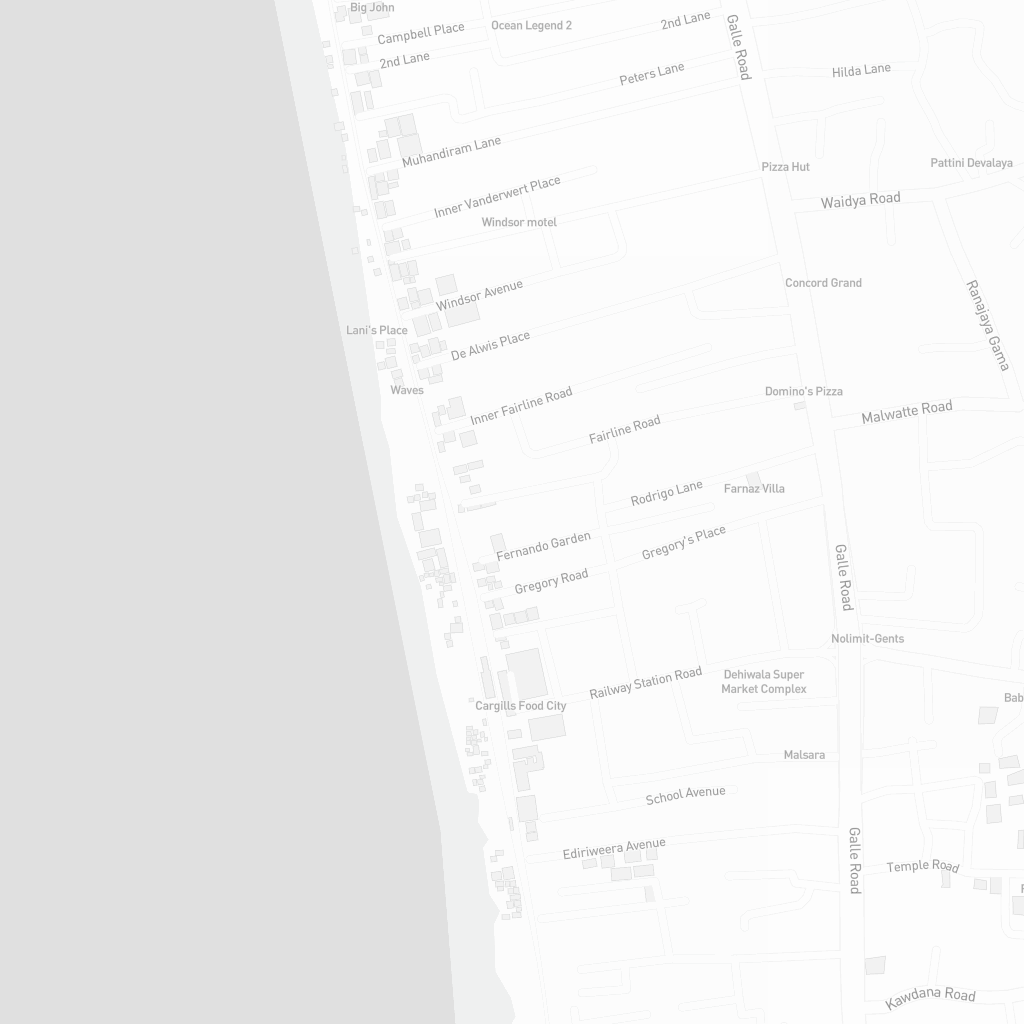 Big John
Campbell Place
Ocean Legend 2
2nd Lane
Galle Road
2nd Lane
Peters Lane
Hilda Lane
Muhandiram Lane
Pizza Hut
Pattini Devalaya
Inner Vanderwert Place
Waidya Road
Windsor motel
Concord Grand
Windsor Avenue
Ranajaya Gama
Lani's Place
De Alwis Place
Waves
Domino's Pizza
Inner Fairline Road
Malwatte Road
Fairline Road
Rodrigo Lane
Farnaz Villa
Fernando Garden
Gregory's Place
Galle Road
Gregory Road
Nolimit-Gents
Railway Station Road
Dehiwala Super
Market Complex
Bab
Cargills Food City
Malsara
School Avenue
Ediriweera Avenue
Galle Road
Temple Road
Kawdana Road